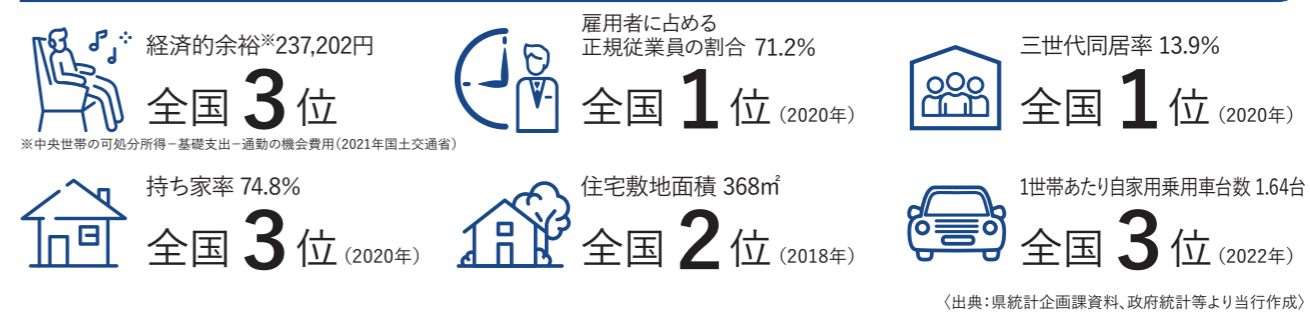 経済的余裕※237,202円
全国3位
※中央世帯の可処分所得−基礎支出−通勤の機会費用（2021年国土交通省）
雇用者に占める
正規従業員の割合 71.2%
全国1位（2020年）
三世代同居率 13.9%
全国1位（2020年）
持ち家率 74.8%
全国3位（2020年）
住宅敷地面積 368㎡
全国2位（2018年）
1世帯あたり自家用乗用車台数 1.64台
全国3位（2022年）
〈出典：県統計企画課資料、政府統計等より当行作成〉